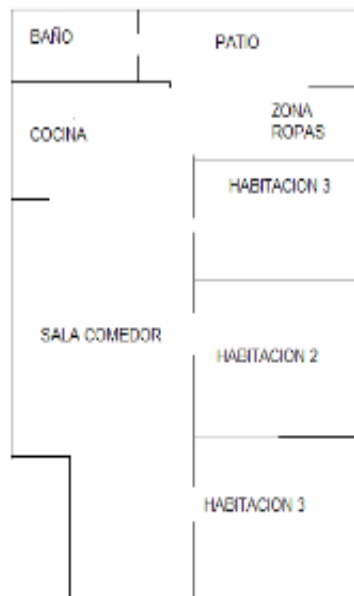 BAÑO
PATIO
COCINA
ZONA
ROPAS
HABITACION 3
SALA COMEDOR
HABITACION 2
HABITACION 3